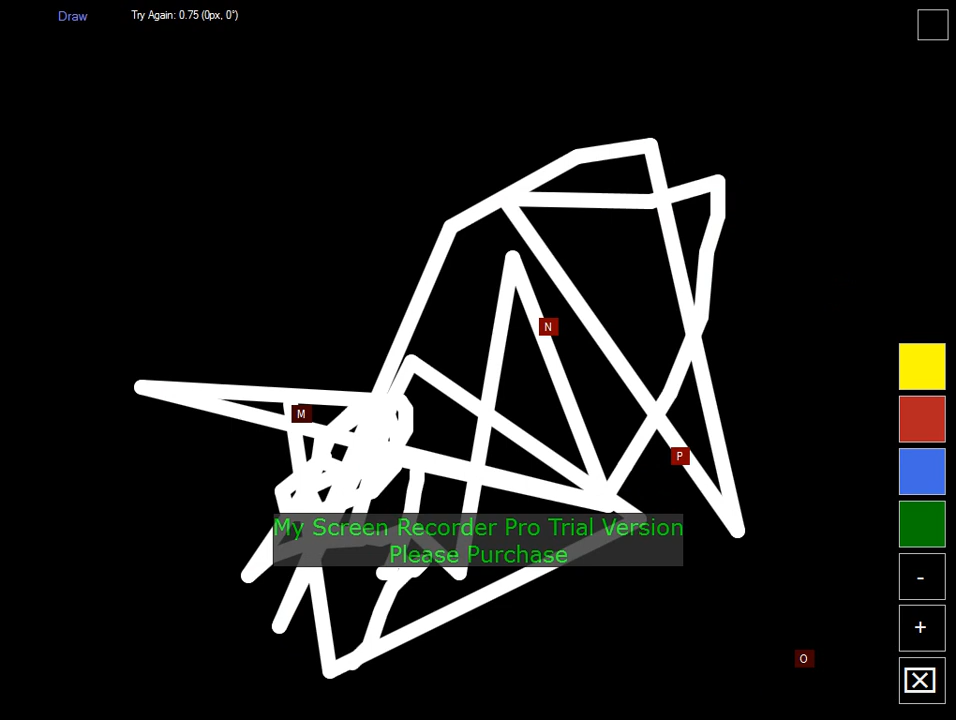 Draw
Try Again: 0.75 (0px, 0°)
N
M
P
My Screen Recorder Pro Trial Version
Please Purchase
-
+
O